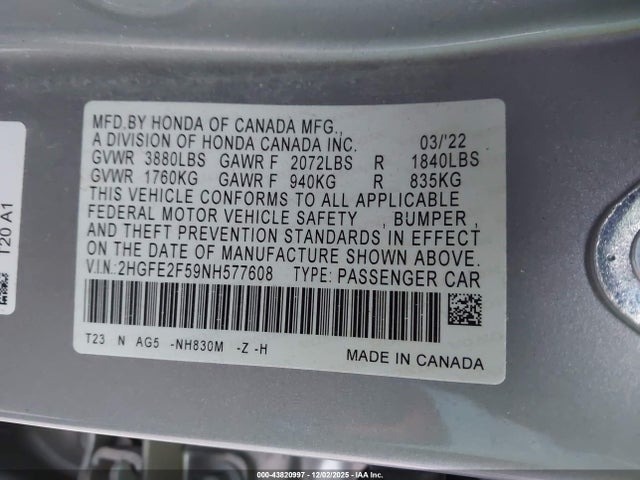 MFD.BY HONDA OF CANADA MFG.,
A DIVISION OF HONDA CANADA INC. 03/'22
GVWR 3880LBS GAWR F 2072LBS R 1840LBS
GVWR 1760KG GAWR F 940KG R 835KG
THIS VEHICLE CONFORMS TO ALL APPLICABLE
FEDERAL MOTOR VEHICLE SAFETY , BUMPER ,
AND THEFT PREVENTION STANDARDS IN EFFECT
ON THE DATE OF MANUFACTURE SHOWN ABOVE.
V.I.N.:2HGFE2F59NH577608 TYPE: PASSENGER CAR
T23 N AG5 -NH830M -Z -H
MADE IN CANADA
T20 A1
000-43820997 - 12/02/2025 - IAA Inc.